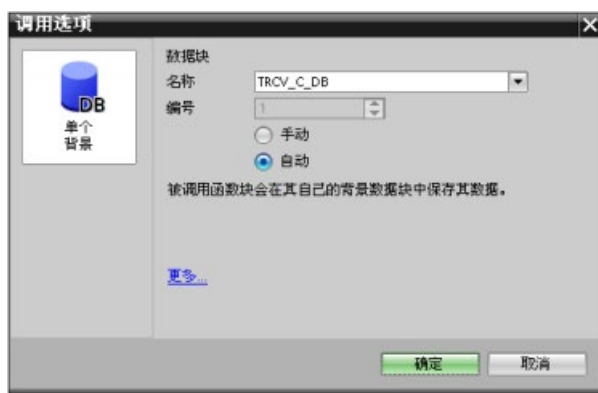 调用选项
数据块
名称 TRCV_C_DB
编号 1
手动
自动
DB
单个
背景
被调用函数块会在其自己的背景数据块中保存其数据。
更多...
确定 取消